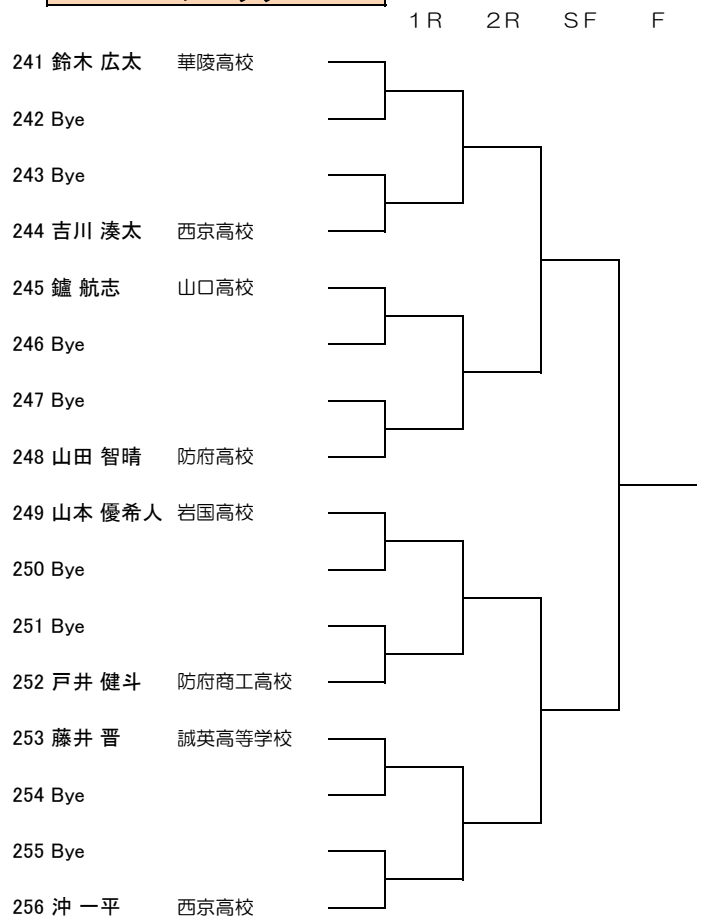 １Ｒ ２Ｒ ＳＦ Ｆ
241 鈴木 広太 華陵高校
242 Bye
243 Bye
244 吉川 湊太 西京高校
245 鑪 航志 山口高校
246 Bye
247 Bye
248 山田 智晴 防府高校
249 山本 優希人 岩国高校
250 Bye
251 Bye
252 戸井 健斗 防府商工高校
253 藤井 晋 誠英高等学校
254 Bye
255 Bye
256 沖 一平 西京高校